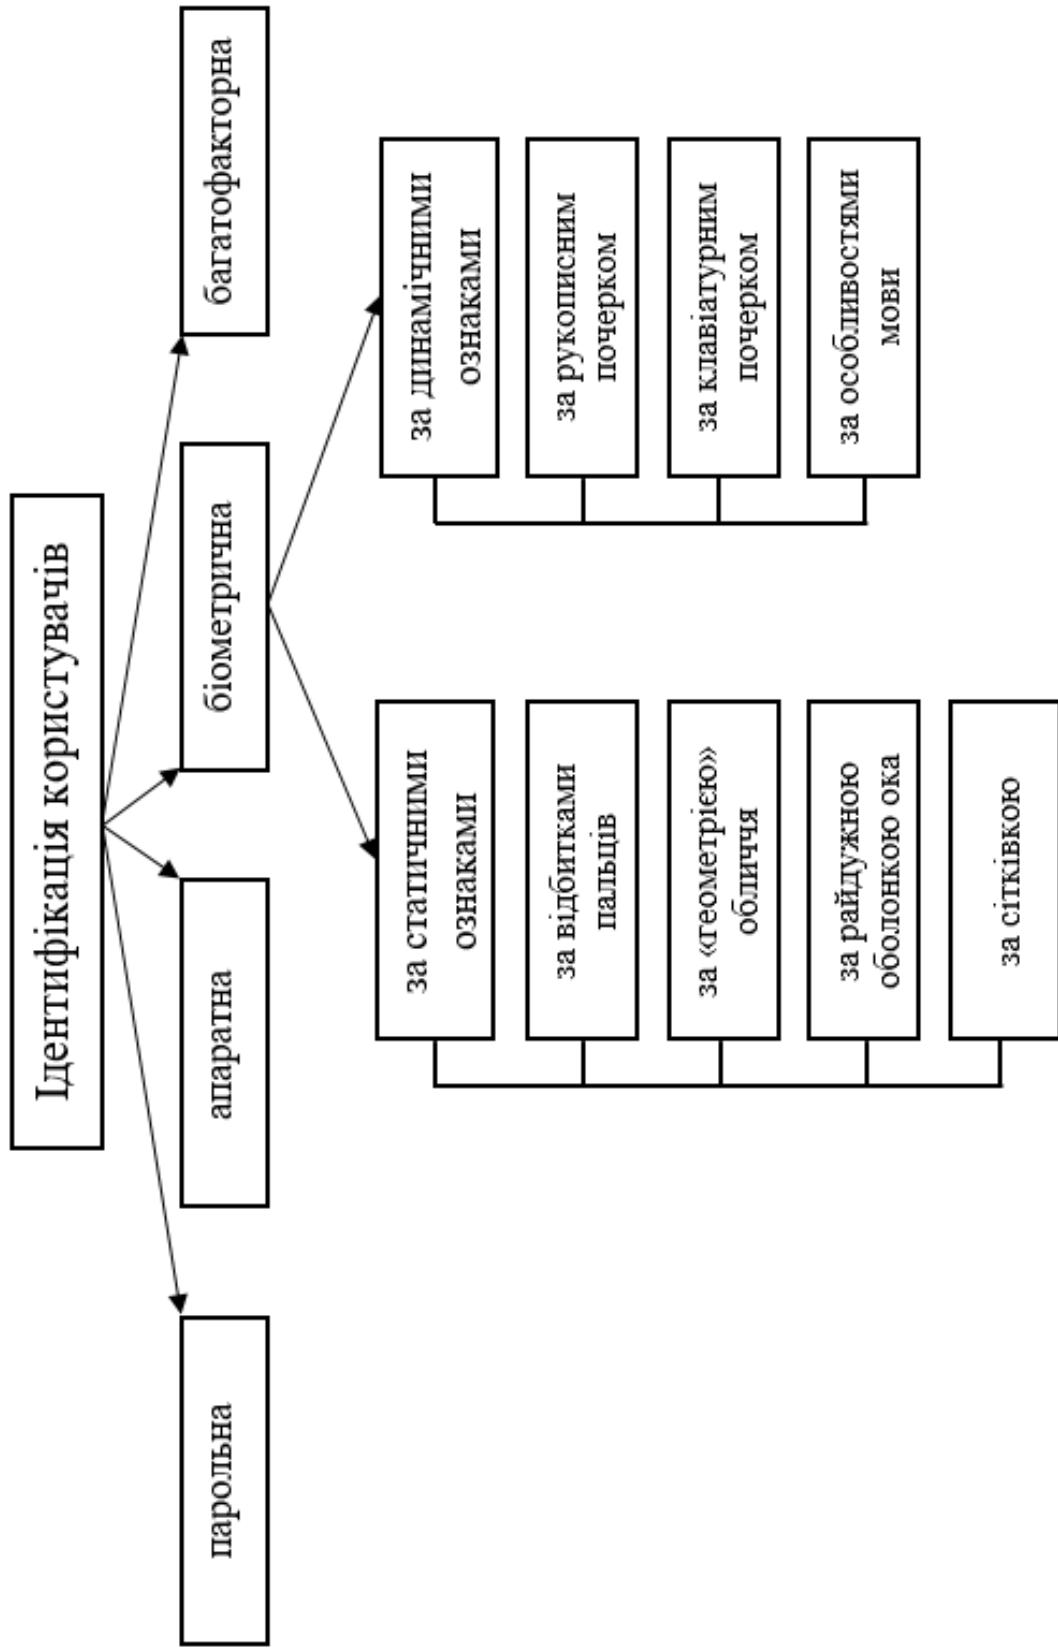 Ідентифікація користувачів
парольна
апаратна
біометрична
багатофакторна
за статичними
ознаками
за відбитками
пальців
за «геометрією»
обличчя
за райдужною
оболонкою ока
за сітківкою
за динамічними
ознаками
за рукописним
почерком
за клавіатурним
почерком
за особливостями
мови